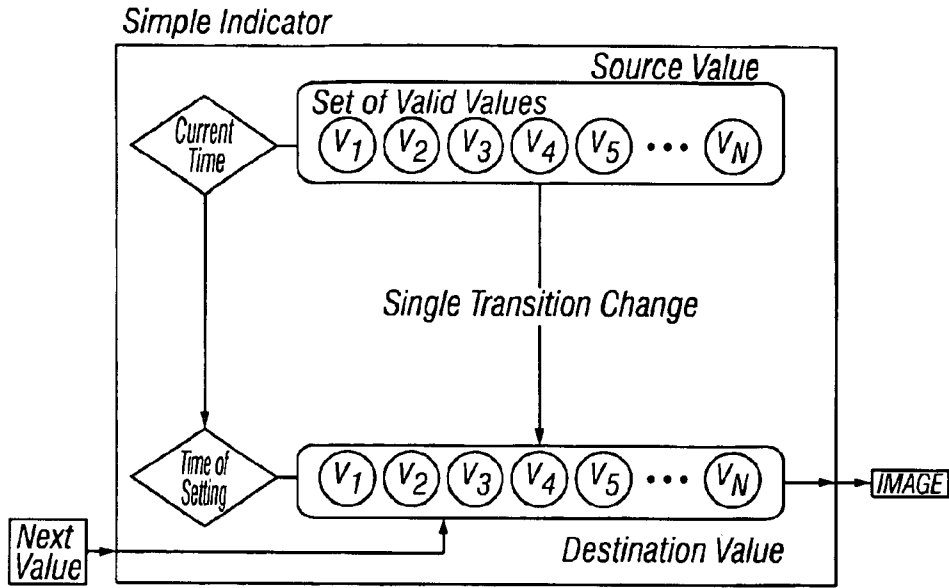 Simple Indicator
Source Value
Set of Valid Values
Current
Time
V1 V2 V3 V4 V5 ••• VN
Single Transition Change
Time of
Setting
V1 V2 V3 V4 V5 ••• VN
IMAGE
Next
Value
Destination Value